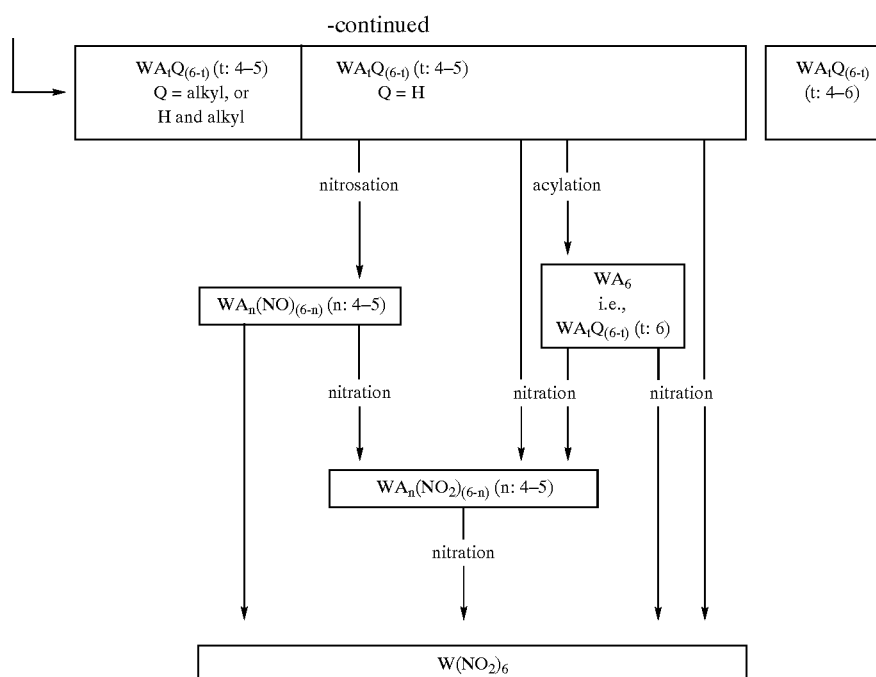 -continued
WAₜQ₍₆₋ₜ₎ (t: 4–5)
Q = alkyl, or
H and alkyl
WAₜQ₍₆₋ₜ₎ (t: 4–5)
Q = H
WAₜQ₍₆₋ₜ₎
(t: 4–6)
nitrosation
acylation
WA₆
i.e.,
WAₜQ₍₆₋ₜ₎ (t: 6)
WAₙ(NO)₍₆₋ₙ₎ (n: 4–5)
nitration
nitration
nitration
WAₙ(NO₂)₍₆₋ₙ₎ (n: 4–5)
nitration
W(NO₂)₆